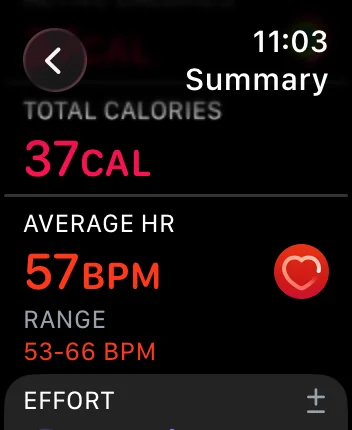 11:03
Summary
TOTAL CALORIES
37CAL
AVERAGE HR
57BPM
RANGE
53-66 BPM
EFFORT